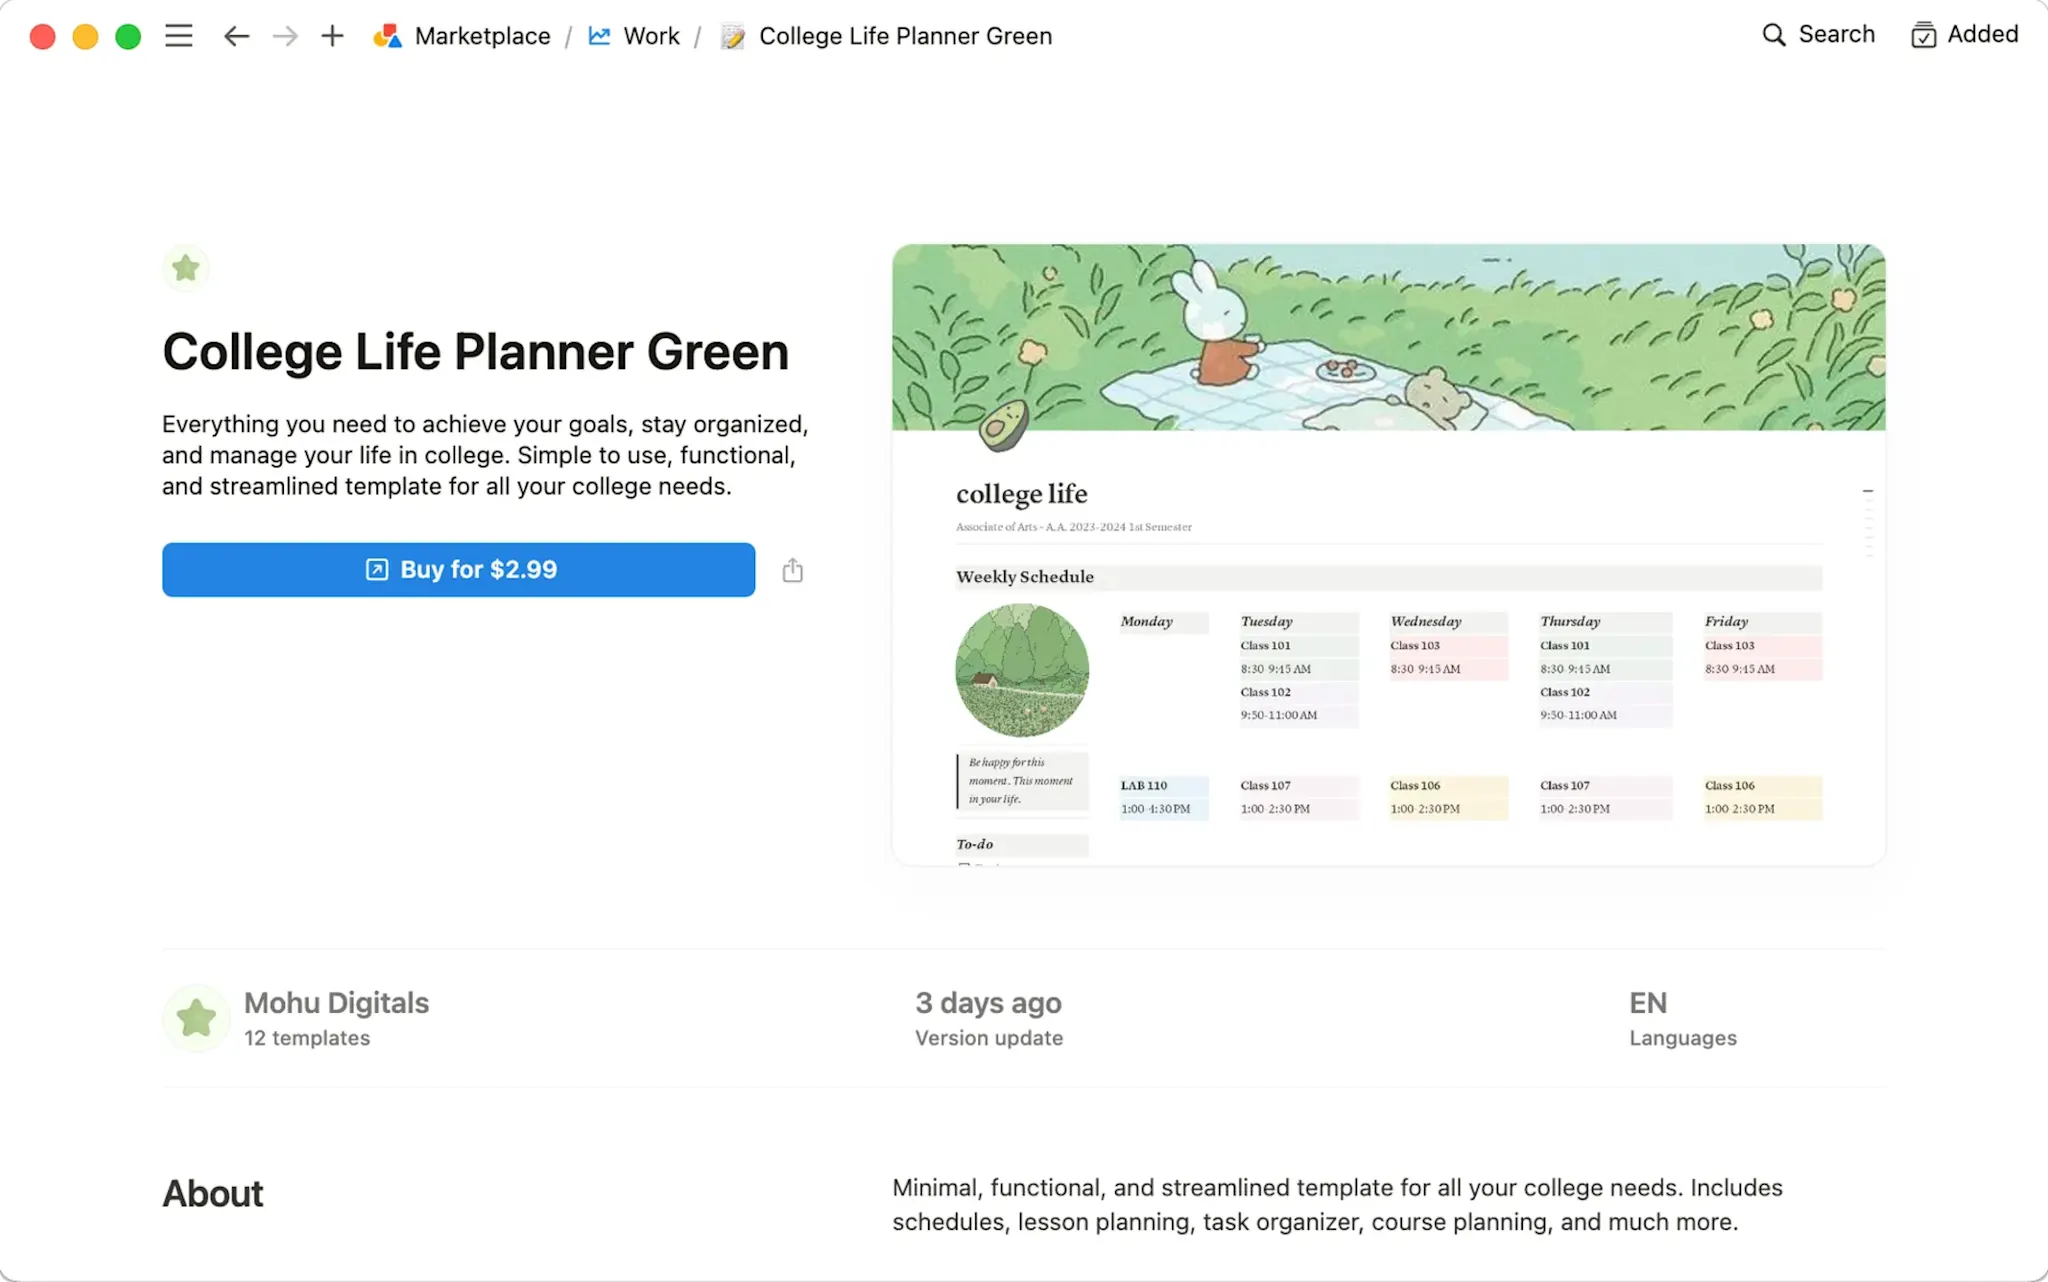 Marketplace / Work / College Life Planner Green
Search
Added
College Life Planner Green
Everything you need to achieve your goals, stay organized,
and manage your life in college. Simple to use, functional,
and streamlined template for all your college needs.
Buy for $2.99
college life
Associate of Arts - A.A. 2023-2024 1st Semester
Weekly Schedule
Monday
Tuesday
Wednesday
Thursday
Friday
Class 101
Class 103
Class 101
Class 103
8:30-9:15 AM
8:30-9:15 AM
8:30-9:15 AM
8:30-9:15 AM
Class 102
Class 102
9:50-11:00 AM
9:50-11:00 AM
Be happy for this
moment. This moment
in your life.
LAB 110
Class 107
Class 106
Class 107
Class 106
1:00-4:30 PM
1:00-2:30 PM
1:00-2:30 PM
1:00-2:30 PM
1:00-2:30 PM
To-do
Mohu Digitals
12 templates
3 days ago
Version update
EN
Languages
About
Minimal, functional, and streamlined template for all your college needs. Includes
schedules, lesson planning, task organizer, course planning, and much more.